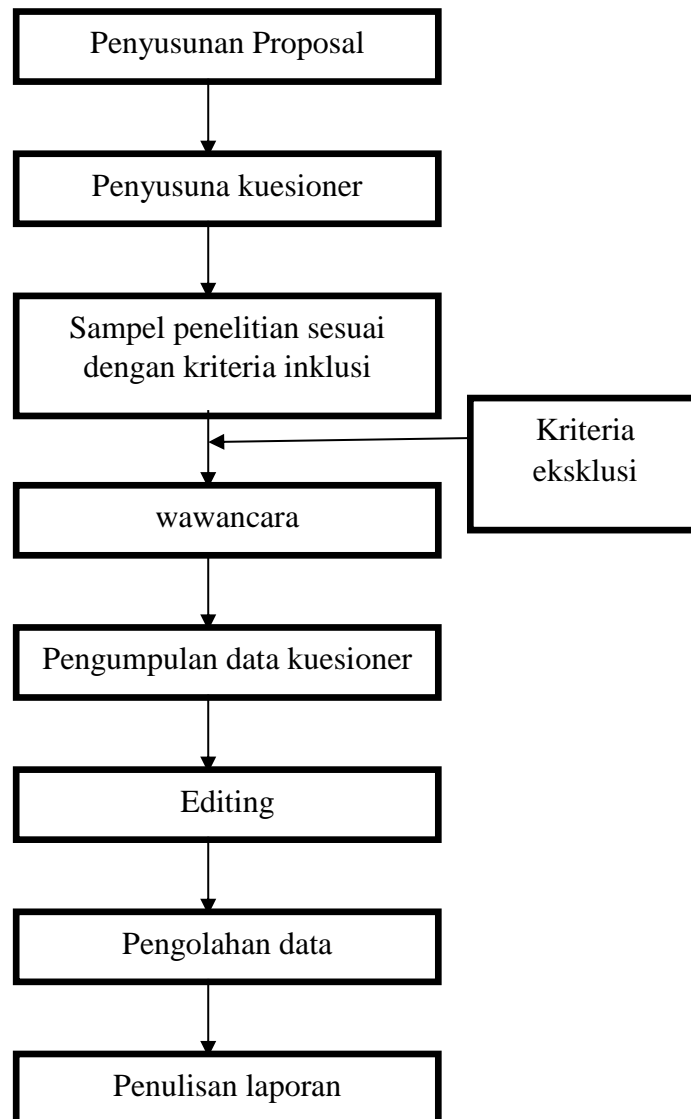 Penyusunan Proposal
Penyusuna kuesioner
Sampel penelitian sesuai
dengan kriteria inklusi
Kriteria
eksklusi
wawancara
Pengumpulan data kuesioner
Editing
Pengolahan data
Penulisan laporan